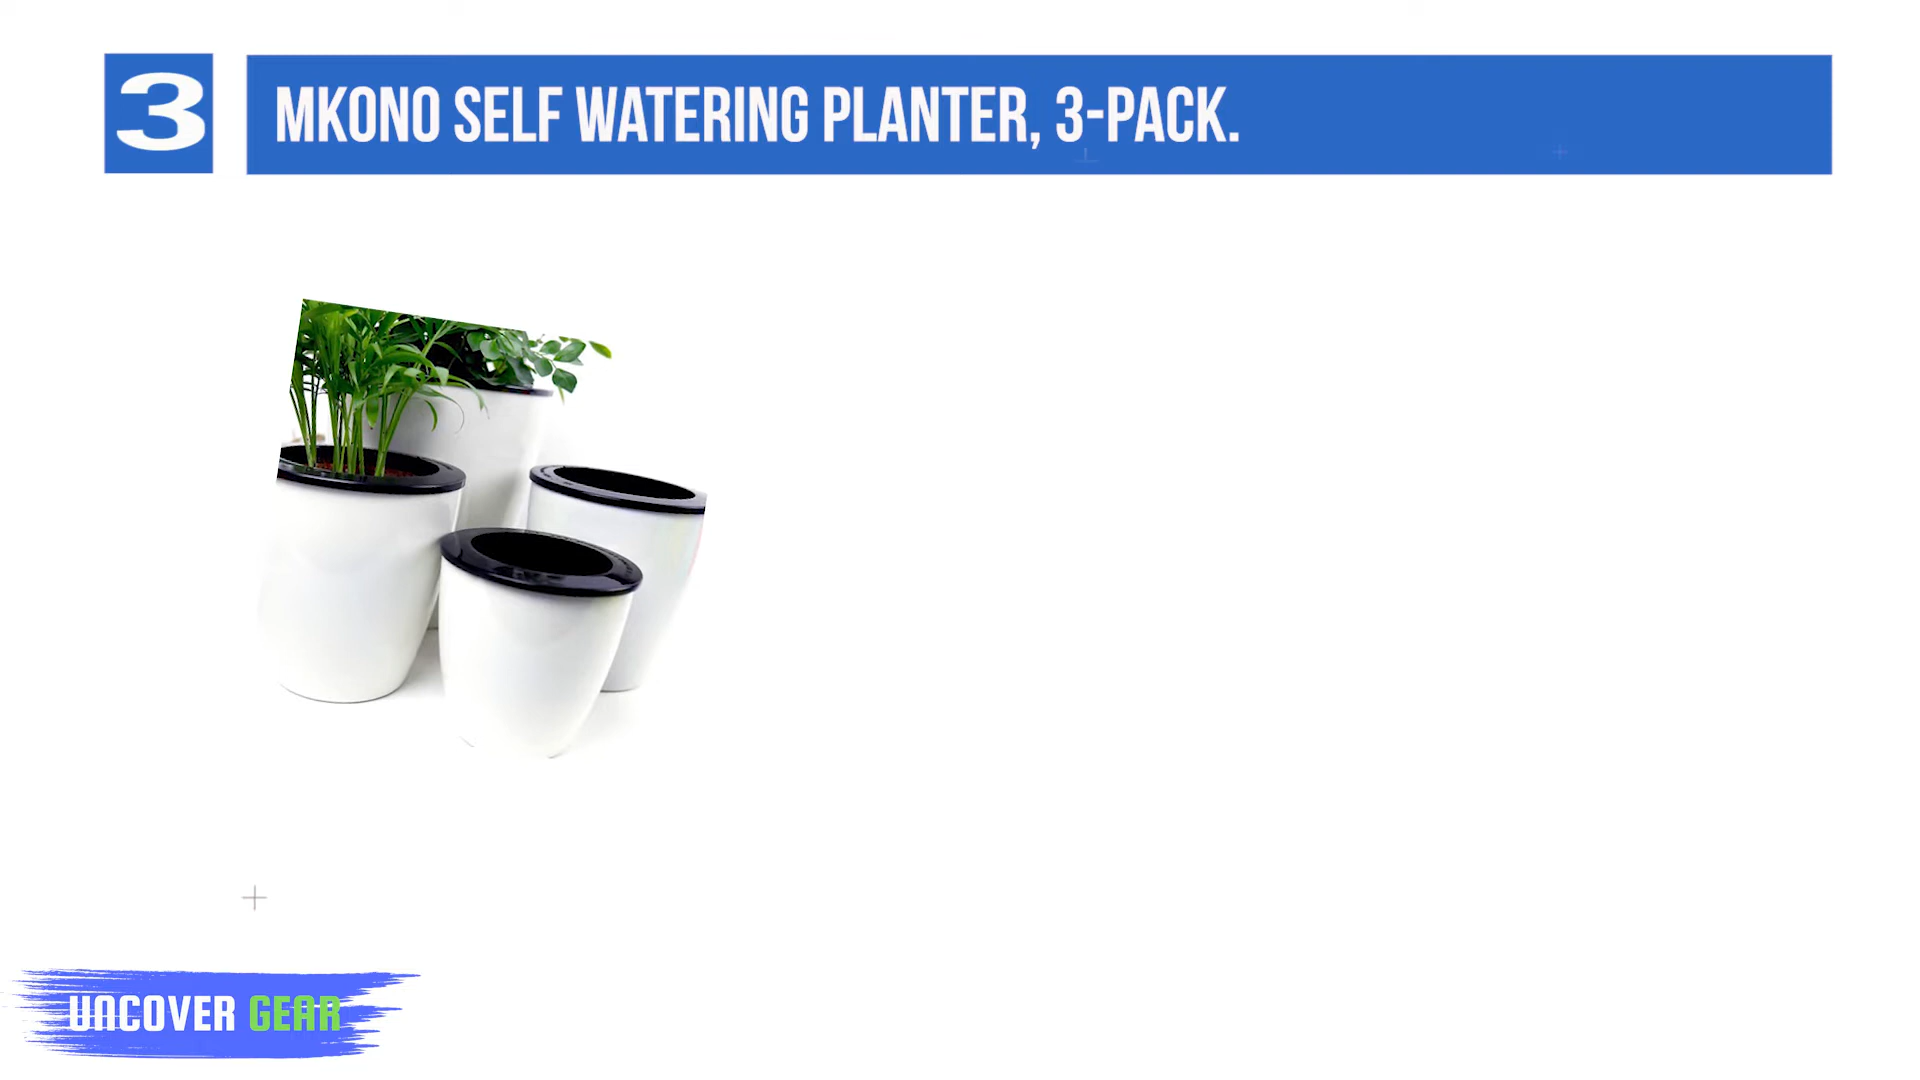 3
MKONO SELF WATERING PLANTER, 3-PACK.
UNCOVER GEAR